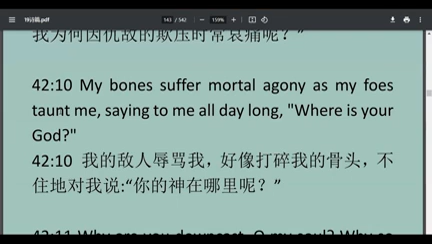 19诗篇.pdf
143 / 542
159%
我为何因仇敌的欺压时常哀痛呢？”
42:10 My bones suffer mortal agony as my foes
taunt me, saying to me all day long, "Where is your
God?"
42:10 我的敌人辱骂我，好像打碎我的骨头，不
住地对我说:“你的神在哪里呢？”
42:11 Why are you downcast, O my soul? Why so